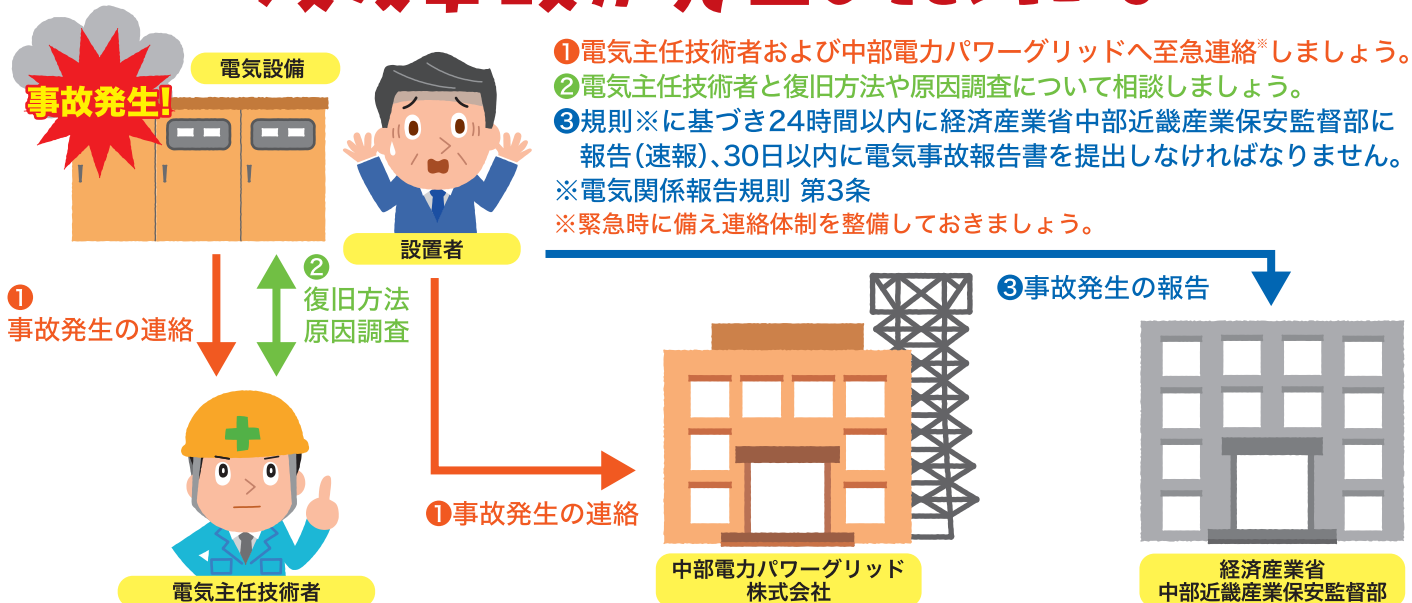 電気設備
事故発生!
❶電気主任技術者および中部電力パワーグリッドへ至急連絡※しましょう。
❷電気主任技術者と復旧方法や原因調査について相談しましょう。
❸規則※に基づき24時間以内に経済産業省中部近畿産業保安監督部に
報告(速報)、30日以内に電気事故報告書を提出しなければなりません。
※電気関係報告規則 第3条
※緊急時に備え連絡体制を整備しておきましょう。
設置者
❶
事故発生の連絡
❷
復旧方法
原因調査
❸事故発生の報告
❶事故発生の連絡
電気主任技術者
中部電力パワーグリッド
株式会社
経済産業省
中部近畿産業保安監督部